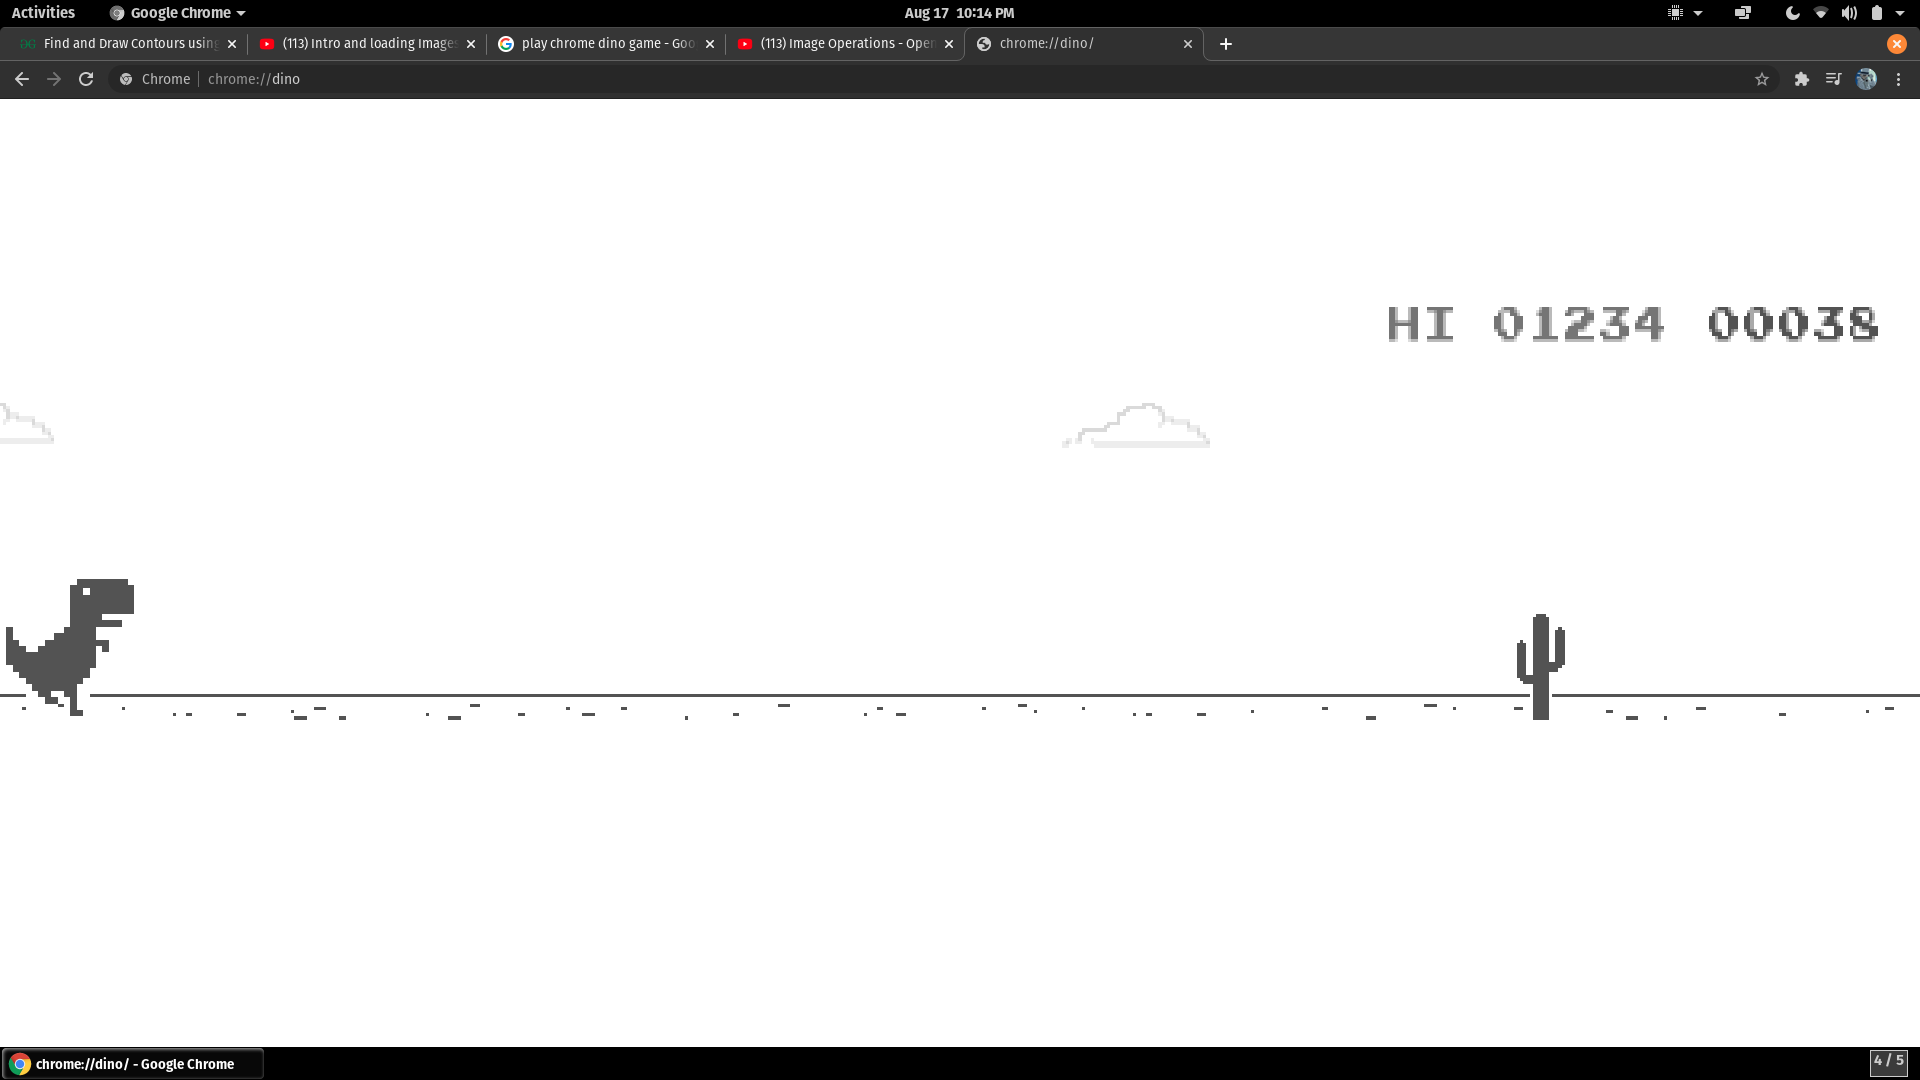 Activities Google Chrome Aug 17 10:14 PM
Find and Draw Contours using (113) Intro and loading Images play chrome dino game - Goo (113) Image Operations - Open chrome://dino/
Chrome chrome://dino
HI 01234 00038
chrome://dino/ - Google Chrome 4 / 5